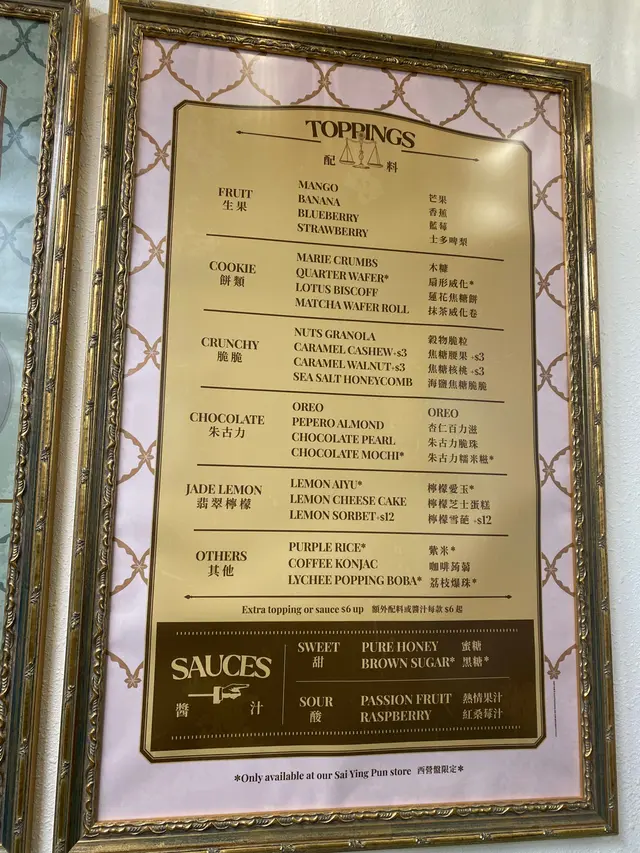 TOPPINGS
配 料
FRUIT
生果
MANGO 芒果
BANANA 香蕉
BLUEBERRY 藍莓
STRAWBERRY 士多啤梨
COOKIE
餅類
MARIE CRUMBS 木糠
QUARTER WAFER* 扇形威化*
LOTUS BISCOFF 蓮花焦糖餅
MATCHA WAFER ROLL 抹茶威化卷
CRUNCHY
脆脆
NUTS GRANOLA 穀物脆粒
CARAMEL CASHEW+$3 焦糖腰果 +$3
CARAMEL WALNUT+$3 焦糖核桃 +$3
SEA SALT HONEYCOMB 海鹽焦糖脆脆
CHOCOLATE
朱古力
OREO OREO
PEPERO ALMOND 杏仁百力滋
CHOCOLATE PEARL 朱古力脆珠
CHOCOLATE MOCHI* 朱古力糯米糍*
JADE LEMON
翡翠檸檬
LEMON AIYU* 檸檬愛玉*
LEMON CHEESE CAKE 檸檬芝士蛋糕
LEMON SORBET+$12 檸檬雪葩 +$12
OTHERS
其他
PURPLE RICE* 紫米*
COFFEE KONJAC 咖啡蒟蒻
LYCHEE POPPING BOBA* 荔枝爆珠*
Extra topping or sauce $6 up 額外配料或醬汁每款 $6 起
SAUCES
醬 汁
SWEET
甜
PURE HONEY 蜜糖
BROWN SUGAR* 黑糖*
SOUR
酸
PASSION FRUIT 熱情果汁
RASPBERRY 紅桑莓汁
*Only available at our Sai Ying Pun store 西營盤限定*